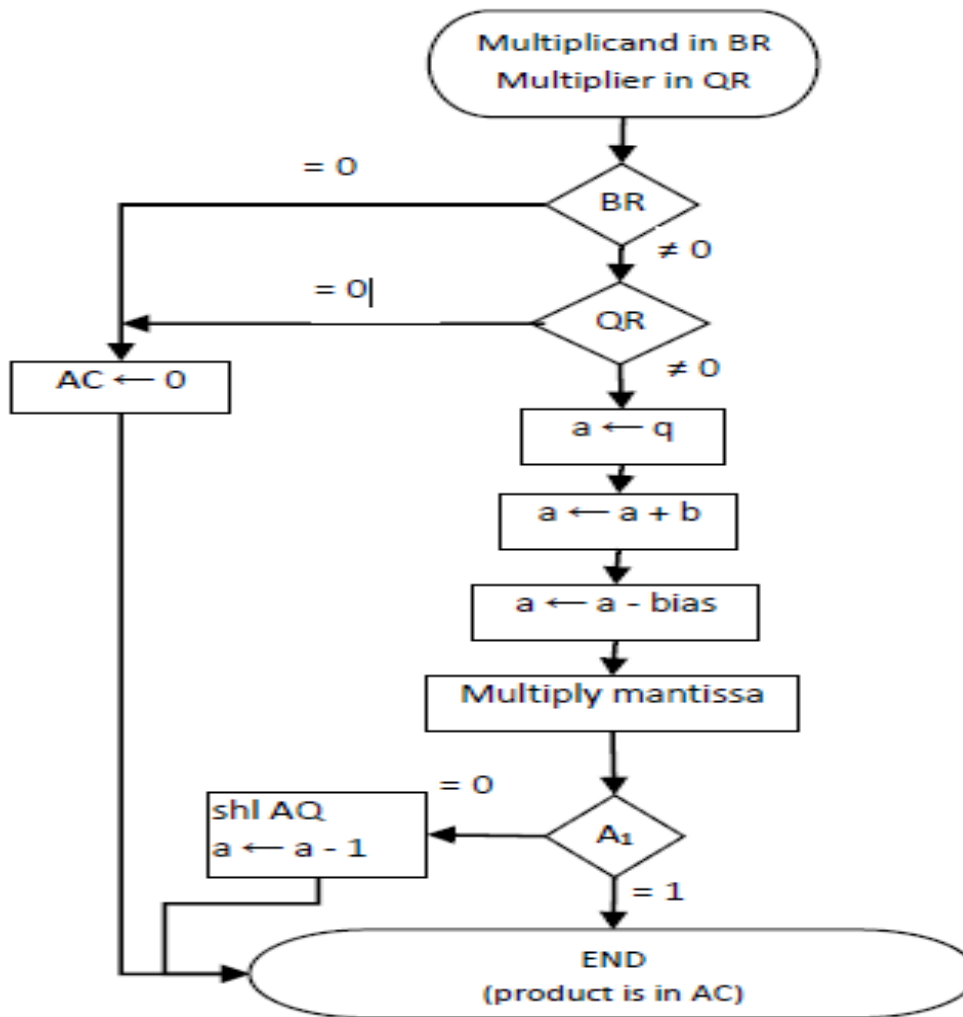 Multiplicand in BR
Multiplier in QR
= 0
BR
≠ 0
= 0
QR
≠ 0
AC ← 0
a ← q
a ← a + b
a ← a - bias
Multiply mantissa
= 0
shl AQ
a ← a - 1
A₁
= 1
END
(product is in AC)